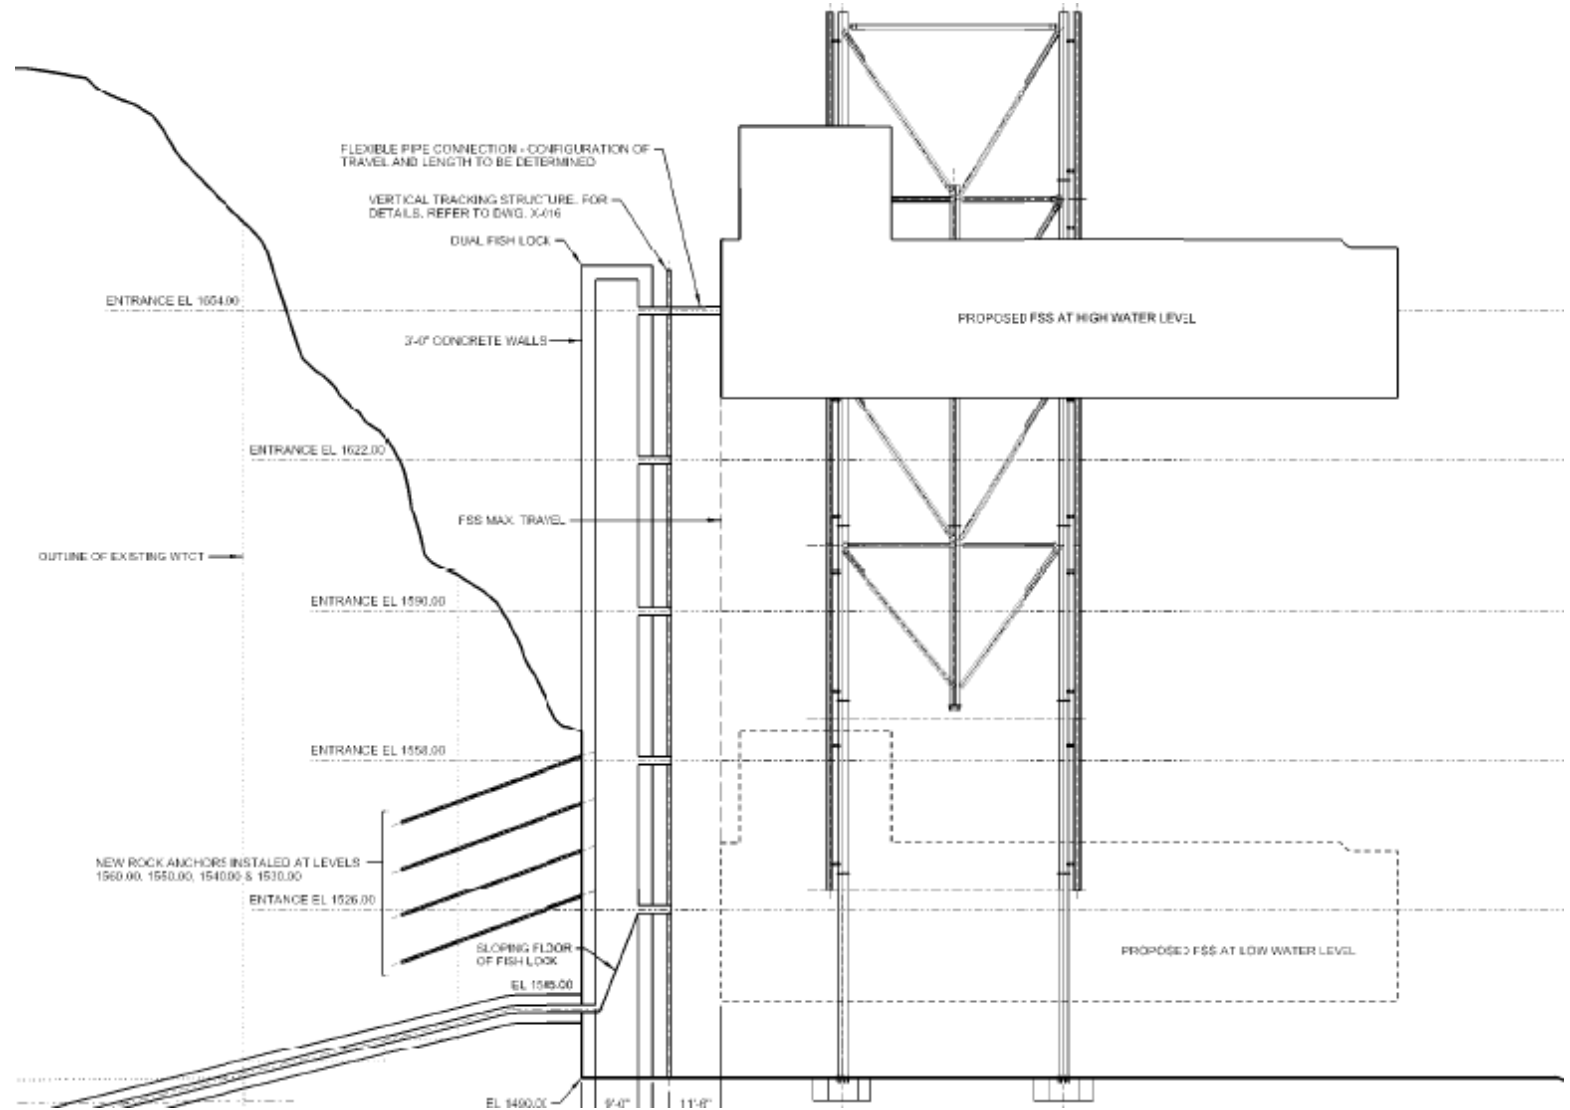 FLEXIBLE PIPE CONNECTION - CONFIGURATION OF
TRAVEL AND LENGTH TO BE DETERMINED
VERTICAL TRACKING STRUCTURE. FOR
DETAILS, REFER TO DWG. X-016
DUAL FISH LOCK
ENTRANCE EL 1654.00
PROPOSED FSS AT HIGH WATER LEVEL
3'-0" CONCRETE WALLS
ENTRANCE EL 1622.00
FSS MAX. TRAVEL
OUTLINE OF EXISTING WTCT
ENTRANCE EL 1590.00
ENTRANCE EL 1558.00
NEW ROCK ANCHORS INSTALED AT LEVELS
1560.00, 1550.00, 1540.00 & 1530.00
ENTANCE EL 1526.00
SLOPING FLOOR
OF FISH LOCK
PROPOSED FSS AT LOW WATER LEVEL
EL
EL 1490.00
9'-0"
11'-6"